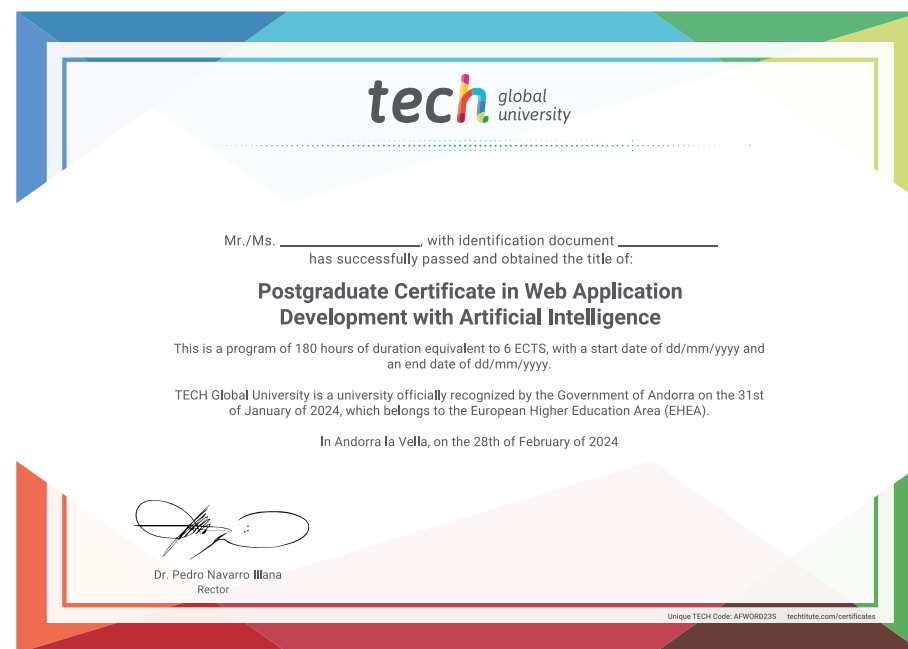 tech global
university
Mr./Ms. ____________, with identification document ____________
has successfully passed and obtained the title of:
Postgraduate Certificate in Web Application
Development with Artificial Intelligence
This is a program of 180 hours of duration equivalent to 6 ECTS, with a start date of dd/mm/yyyy and
an end date of dd/mm/yyyy.
TECH Global University is a university officially recognized by the Government of Andorra on the 31st
of January of 2024, which belongs to the European Higher Education Area (EHEA).
In Andorra la Vella, on the 28th of February of 2024
Dr. Pedro Navarro Illana
Rector
Unique TECH Code: AFWORD23S techtitute.com/certificates